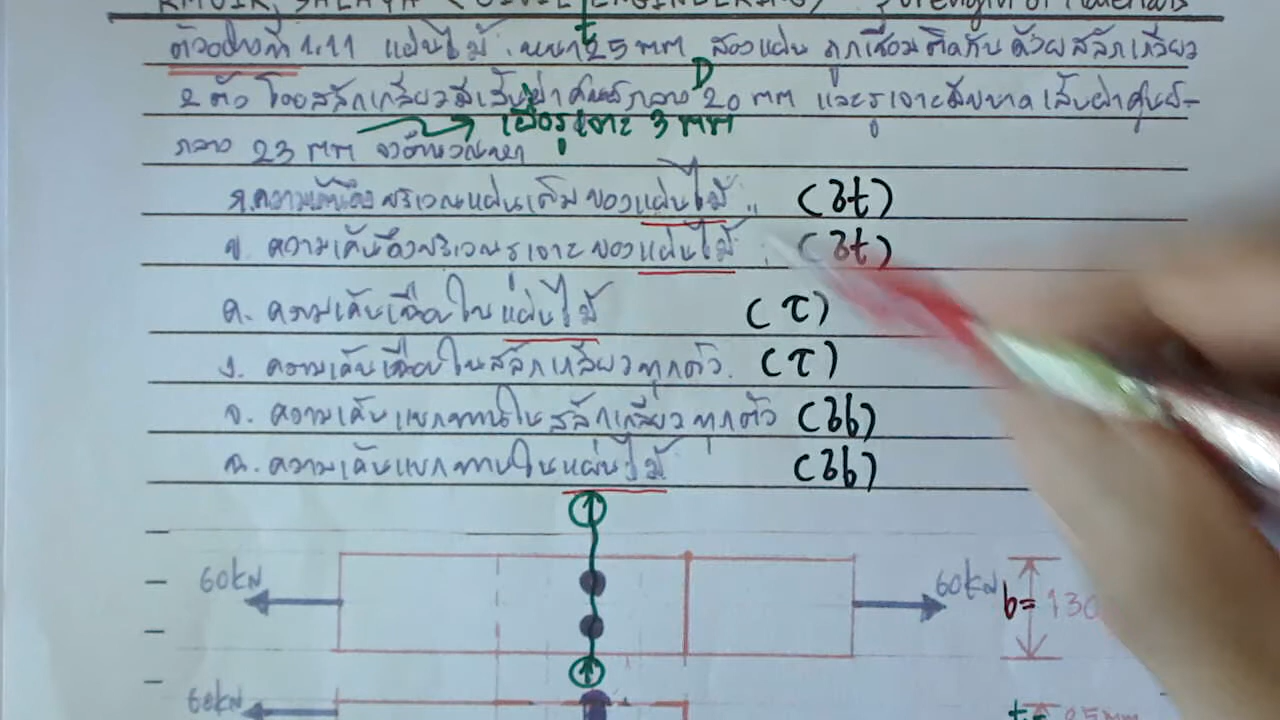 RMUTR, SALAYA (CIVIL ENGINEERING) Strength of Materials
t
ตัวอย่างที่ 1.11 แผ่นไม้ หนา 25 mm สองแผ่น ถูกเชื่อมติดกันด้วยสลักเกลียว
D
2 ตัว โดยสลักเกลียวมีเส้นผ่าศูนย์กลาง 20 mm และรูเจาะมีขนาดเส้นผ่าศูนย์-
เผื่อรูเจาะ 3 mm
กลาง 23 mm จงคำนวณหา
ก. ความเค้นดึงบริเวณแผ่นเต็มของแผ่นไม้ (ϭt)
ข. ความเค้นดึงบริเวณรูเจาะของแผ่นไม้ (ϭt)
ค. ความเค้นเฉือนในแผ่นไม้ (τ)
ง. ความเค้นเฉือนในสลักเกลียวทุกตัว (τ)
จ. ความเค้นแบกทานในสลักเกลียวทุกตัว (ϭb)
ฉ. ความเค้นแบกทานในแผ่นไม้ (ϭb)
60kN 60kN b= 130
60kN t= 25mm